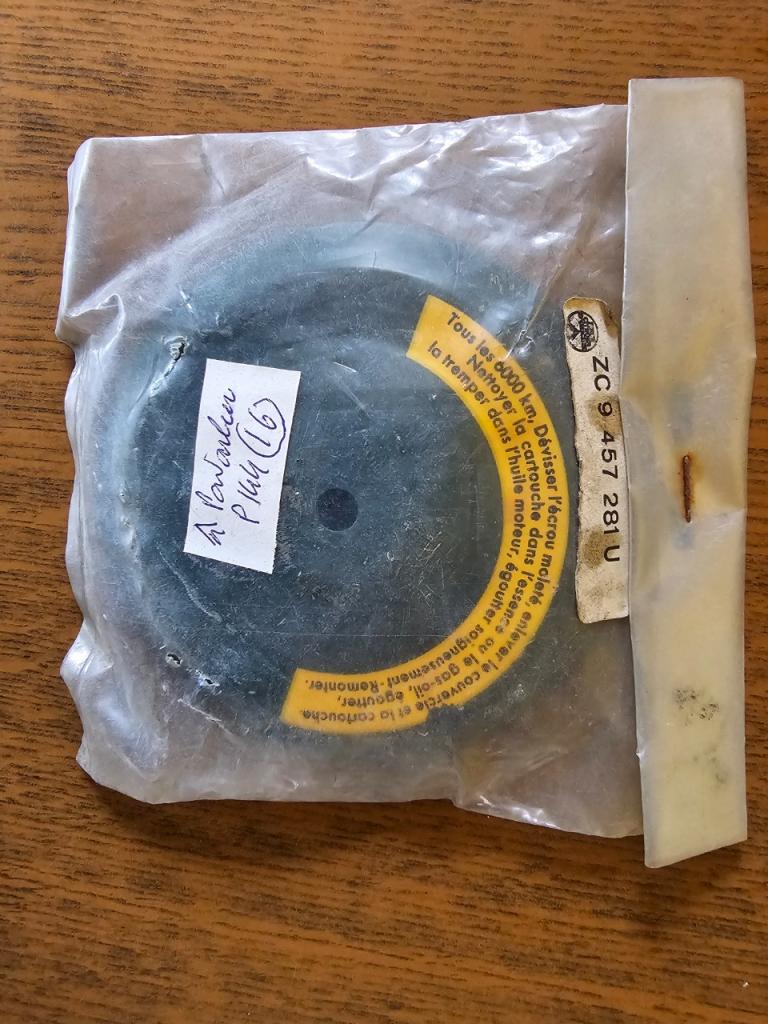 Tous les 6000 km, Dévisser l'écrou moleté, enlever le couvercle et la cartouche.
Nettoyer la cartouche dans l'essence ou le gas-oil, égoutter,
la tremper dans l'huile moteur, égoutter soigneusement - Remonter.
ZC 9 457 281 U
(16)